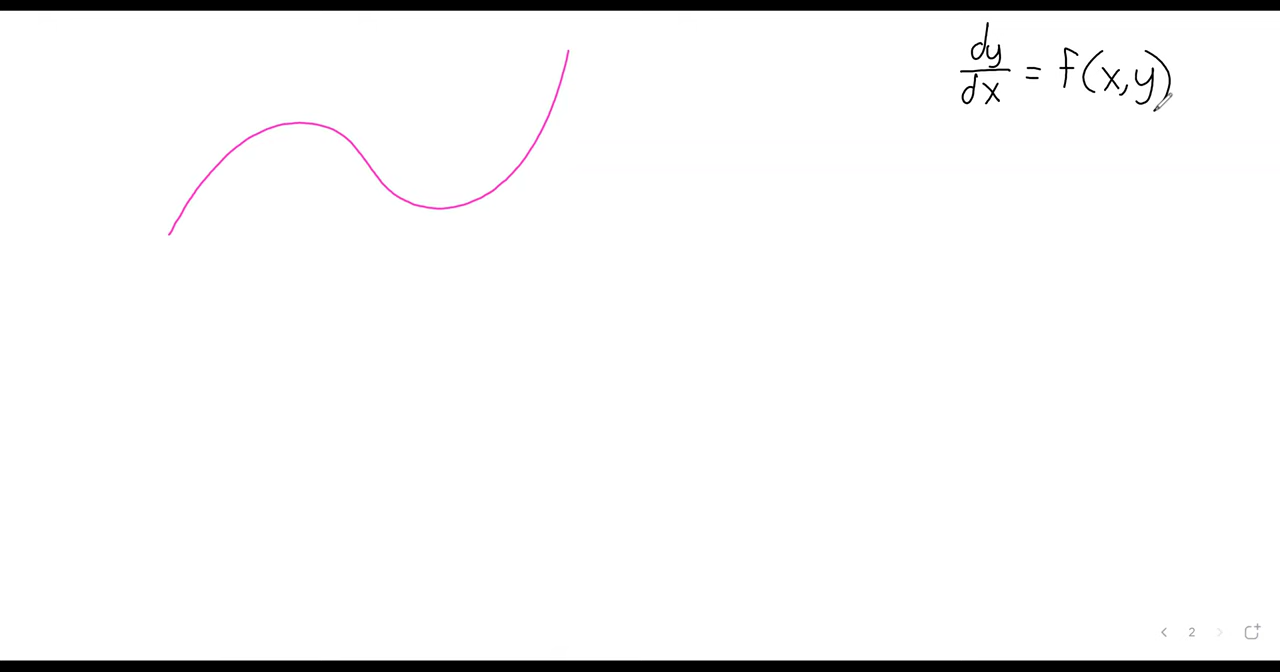 dy/dx = f(x,y)
2